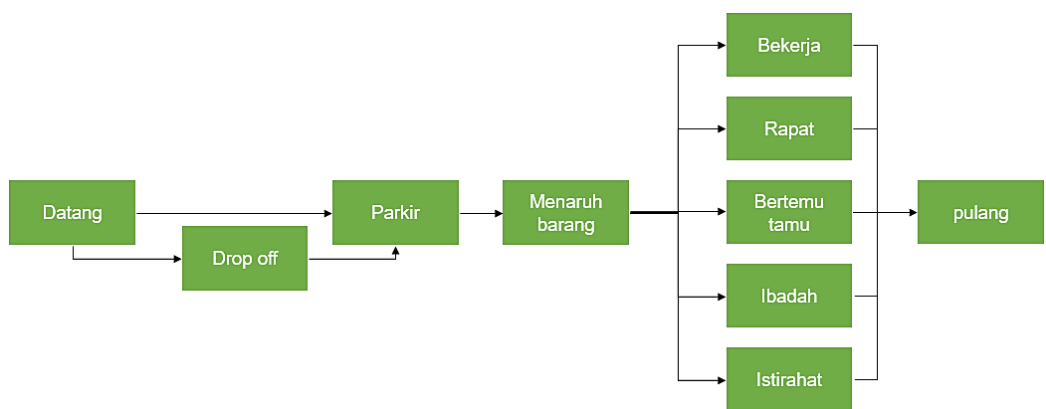 Datang
Drop off
Parkir
Menaruh
barang
Bekerja
Rapat
Bertemu
tamu
Ibadah
Istirahat
pulang